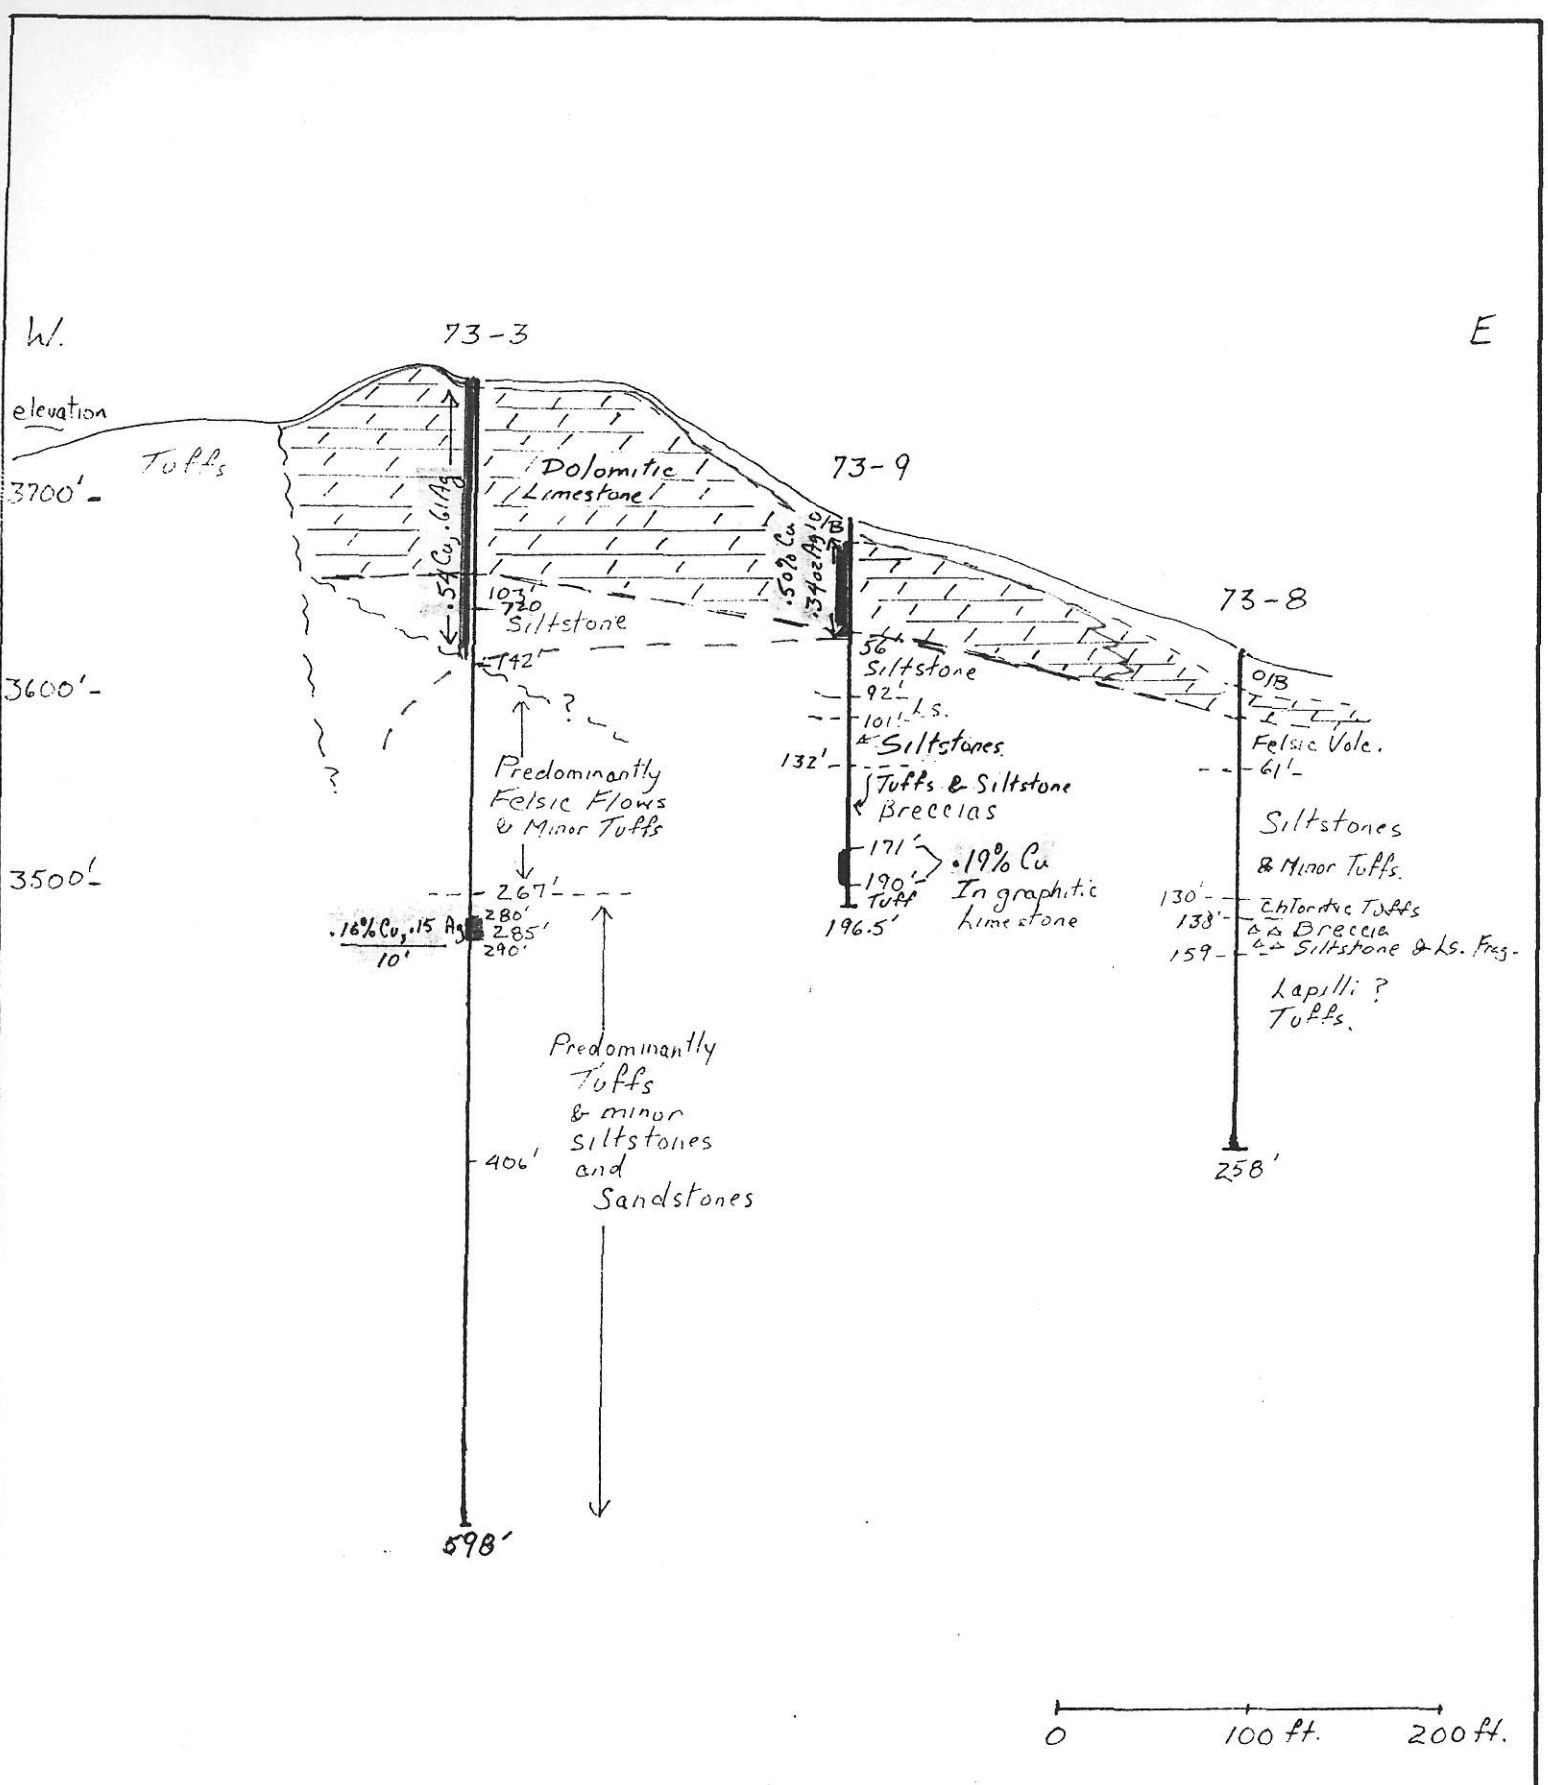 W.
E
73-3
elevation
Tuffs
3700'-
3600'-
3500'-
.54 Cu, .61 Ag
Dolomitic
Limestone
103'
120
Siltstone
142'
?
?
Predominantly
Felsic Flows
& Minor Tuffs
267'
280'
285'
290'
.16% Cu, .15 Ag
10'
Predominantly
Tuffs
& minor
Siltstones
and
Sandstones
406'
598'
73-9
O/B
10
.50% Cu
.34oz Ag
56'
Siltstone
92'
Ls.
101'
Siltstones.
132'
Tuffs & Siltstone
Breccias
171'
.19% Cu
190'
In graphitic
Limestone
Tuff
196.5'
73-8
O/B
Felsic Volc.
61'
Siltstones
& Minor Tuffs.
130'
Chloritic Tuffs
138'
Breccia
159
Siltstone & Ls. Frag.
Lapilli ?
Tuffs.
258'
0 100 ft. 200 ft.